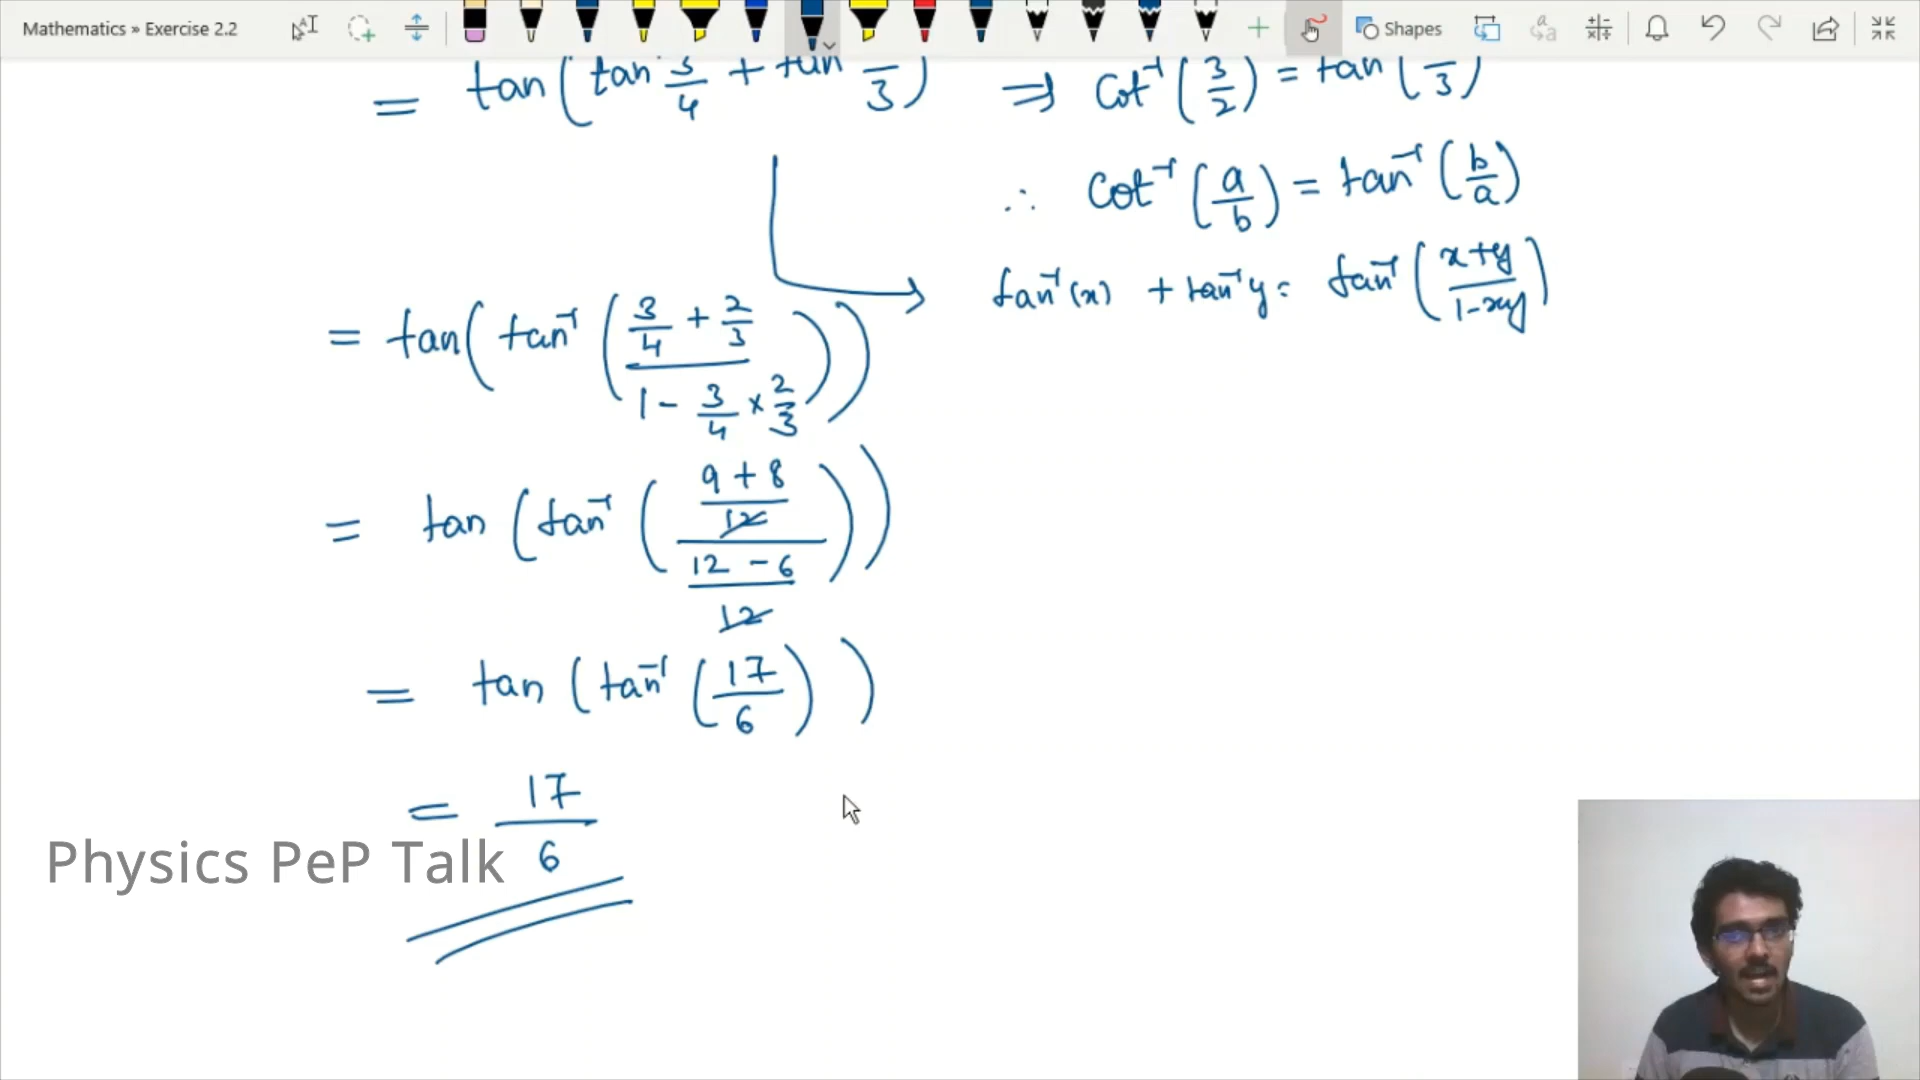 Mathematics » Exercise 2.2
Shapes
= tan(tan 3/4 + tan 2/3) ⇒ Cot⁻¹(3/2) = tan(2/3)
∴ Cot⁻¹(a/b) = tan⁻¹(b/a)
tan⁻¹(x) + tan⁻¹y = tan⁻¹((x+y)/(1-xy))
= tan(tan⁻¹((3/4 + 2/3)/(1 - 3/4 × 2/3)))
= tan(tan⁻¹(((9 + 8)/12)/((12 - 6)/12)))
= tan(tan⁻¹(17/6))
= 17/6
Physics PeP Talk